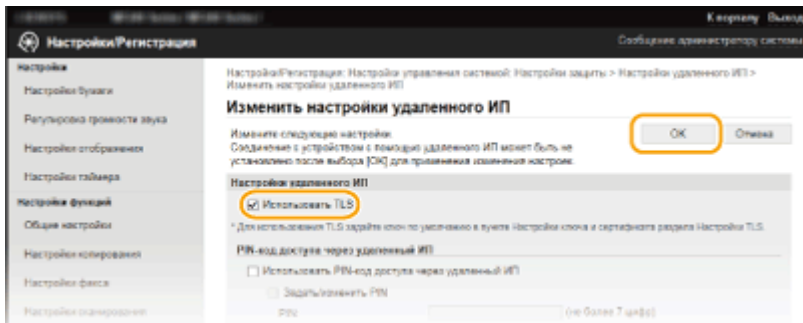 К порталу Выход
Настройки/Регистрация
Сообщение администратору системы
Настройки
Настройки бумаги
Регулировка громкости звука
Настройки отображения
Настройки таймера
Настройки функций
Общие настройки
Настройки копирования
Настройки факса
Настройки сканирования
Настройки/Регистрация: Настройки управления системой: Настройки защиты > Настройки удаленного ИП >
Изменить настройки удаленного ИП
Изменить настройки удаленного ИП
Измените следующие настройки.
Соединение с устройством с помощью удаленного ИП может быть не
установлено после выбора [OK] для применения изменения настроек.
OK Отмена
Настройки удаленного ИП
Использовать TLS
* Для использования TLS задайте ключ по умолчанию в пункте Настройки ключа и сертификата раздела Настройки TLS.
PIN-код доступа через удаленный ИП
Использовать PIN-код доступа через удаленный ИП
Задать/изменить PIN
PIN: (не более 7 цифр)